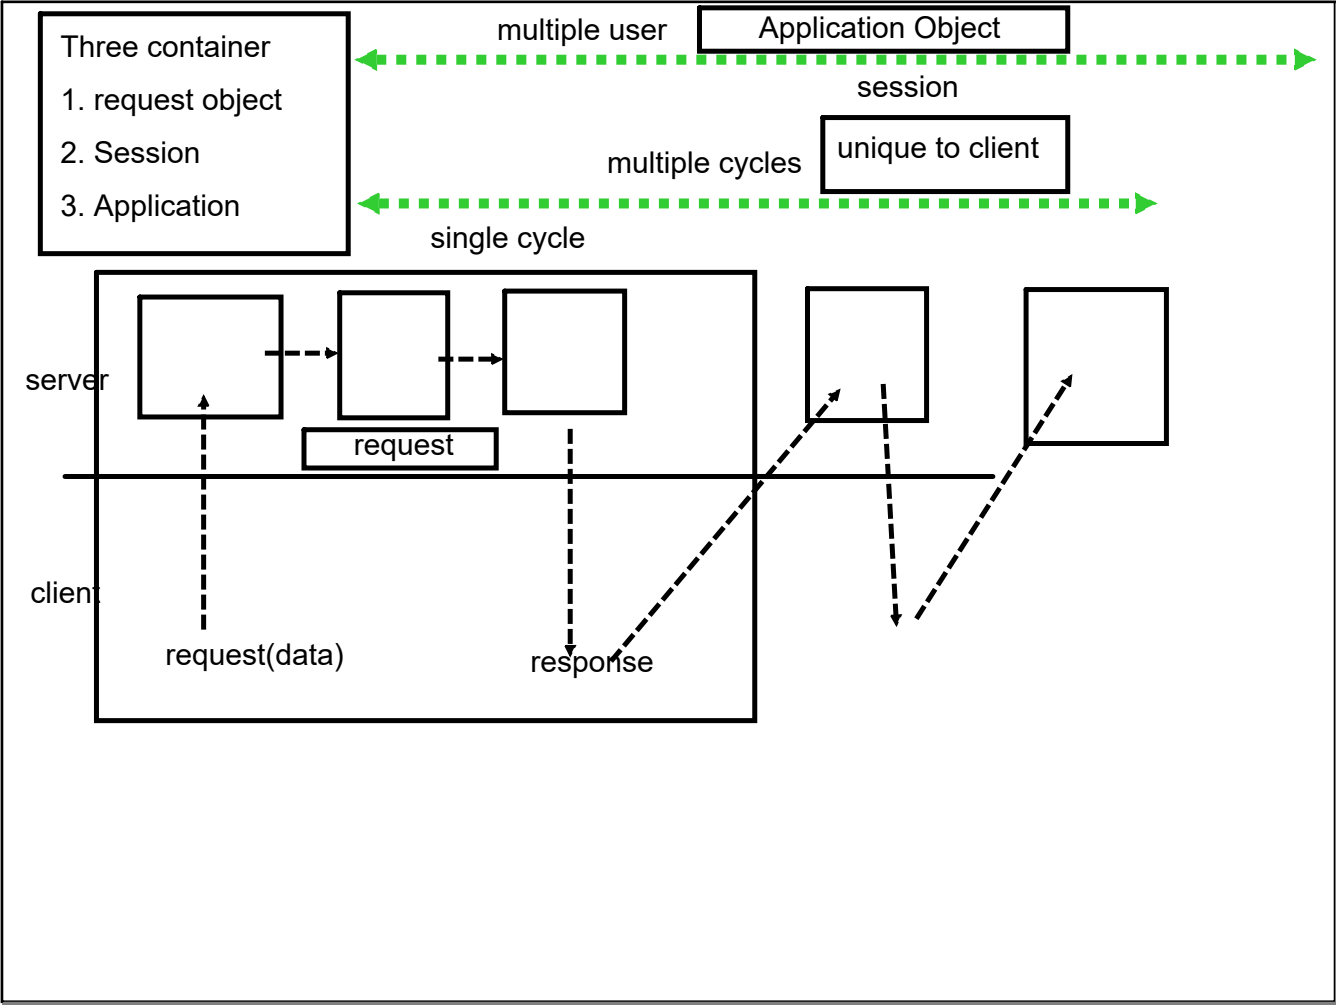 Three container
1. request object
2. Session
3. Application
multiple user
Application Object
session
unique to client
multiple cycles
single cycle
server
request
client
request(data)
response